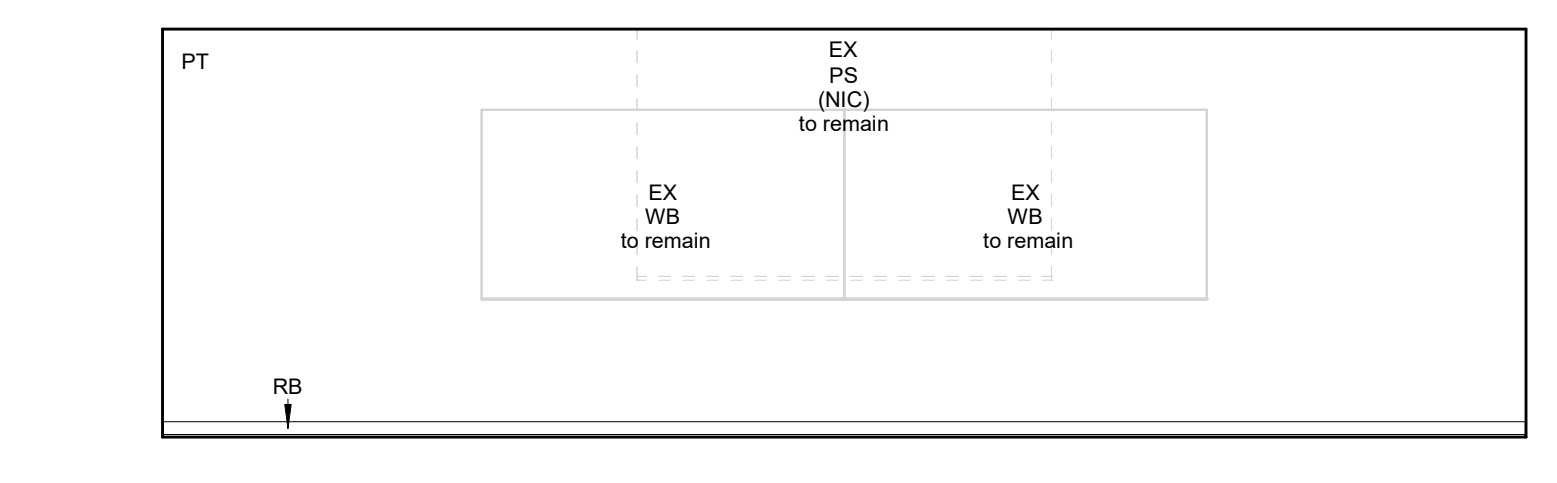 PT
EX
PS
(NIC)
to remain
EX
WB
to remain
EX
WB
to remain
RB